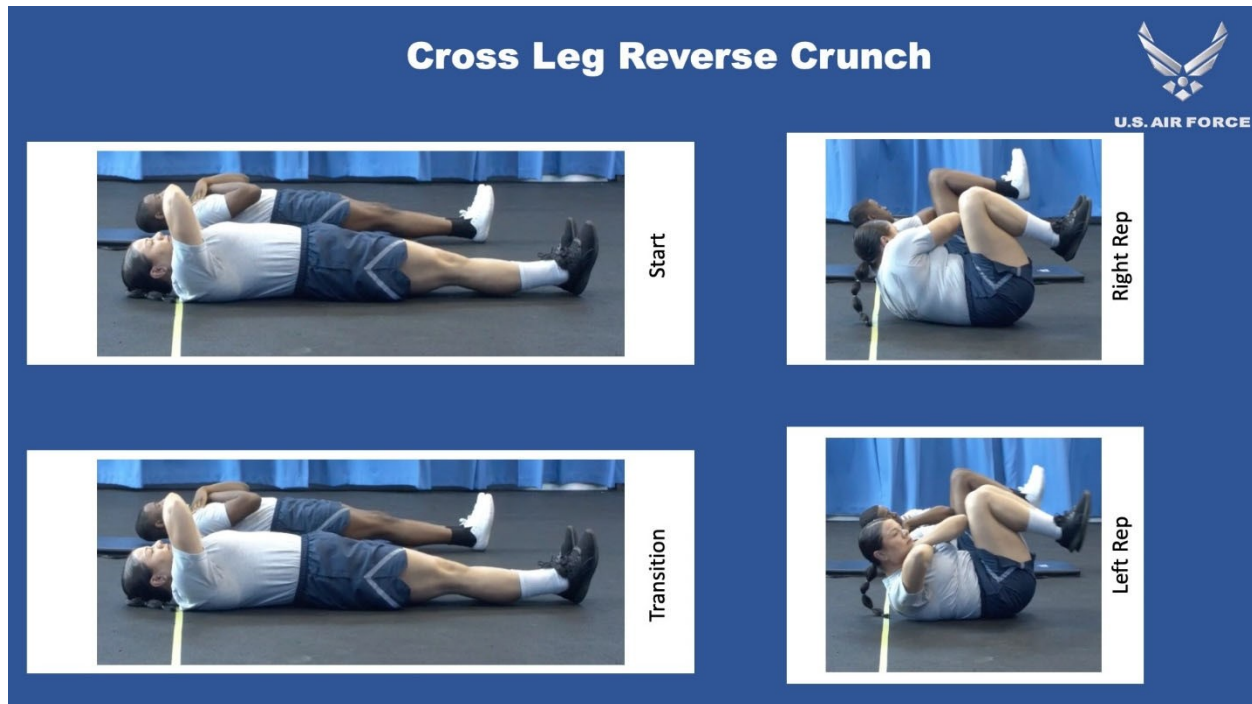 Cross Leg Reverse Crunch
U.S. AIR FORCE
Start
Right Rep
Transition
Left Rep